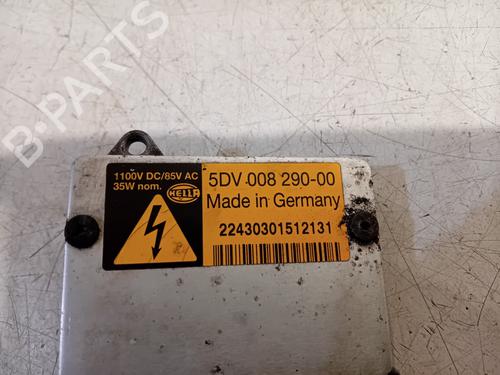 B-PARTS
1100V DC/85V AC
35W nom.
HELLA
5DV 008 290-00
Made in Germany
22430301512131